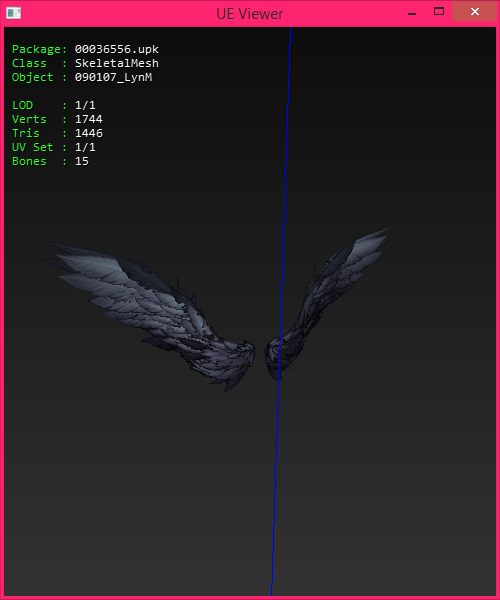 UE Viewer
Package: 00036556.upk
Class  : SkeletalMesh
Object : 090107_LynM
LOD    : 1/1
Verts  : 1744
Tris   : 1446
UV Set : 1/1
Bones  : 15